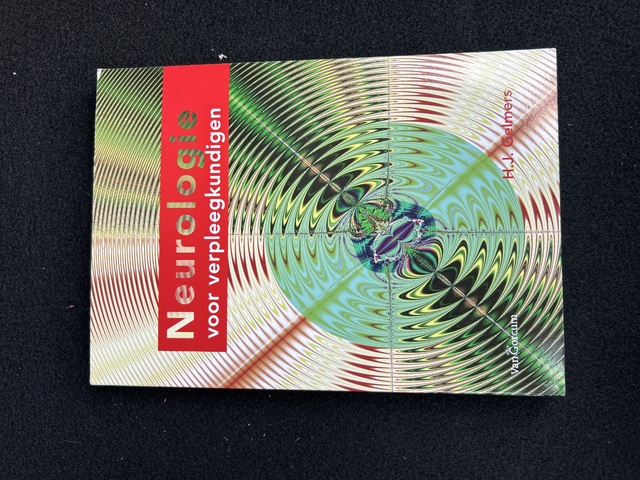 Neurologie
voor verpleegkundigen
H.J. Gelmers
Van Gorcum